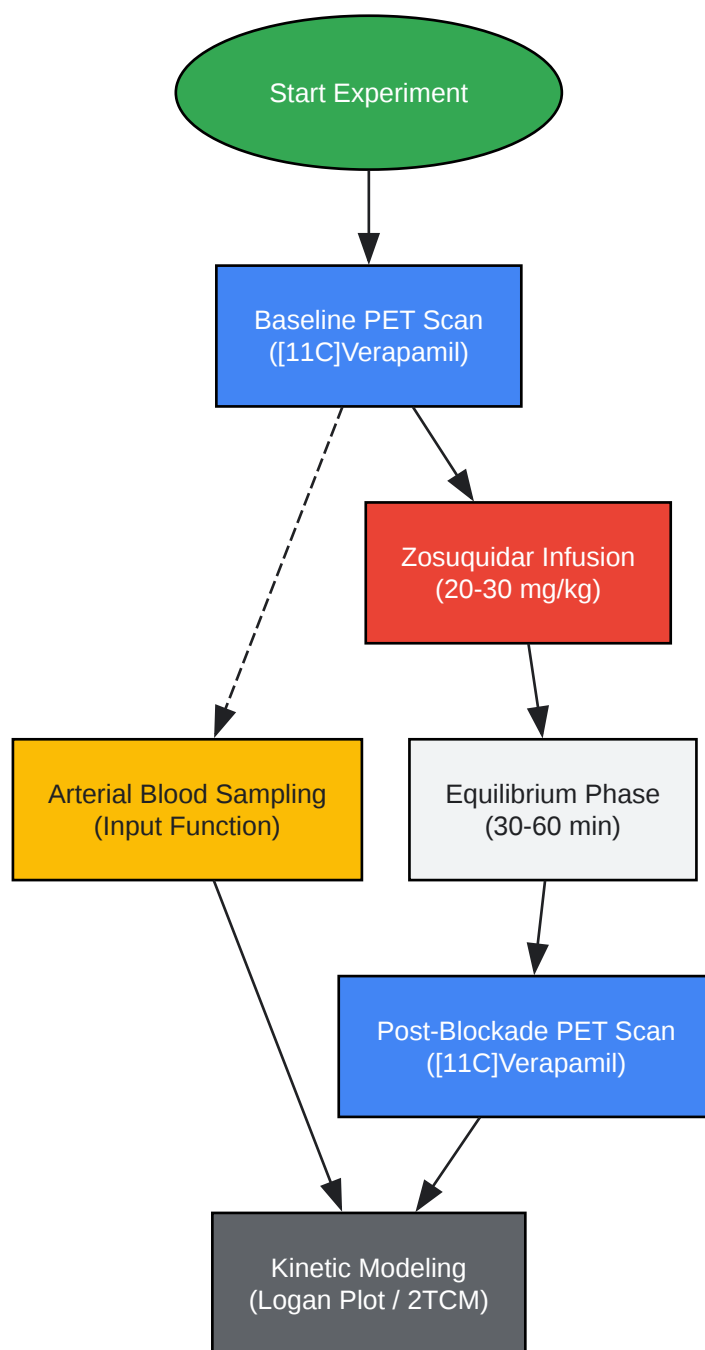 Start Experiment
Baseline PET Scan
([11C]Verapamil)
Zosuquidar Infusion
(20-30 mg/kg)
Arterial Blood Sampling
(Input Function)
Equilibrium Phase
(30-60 min)
Post-Blockade PET Scan
([11C]Verapamil)
Kinetic Modeling
(Logan Plot / 2TCM)